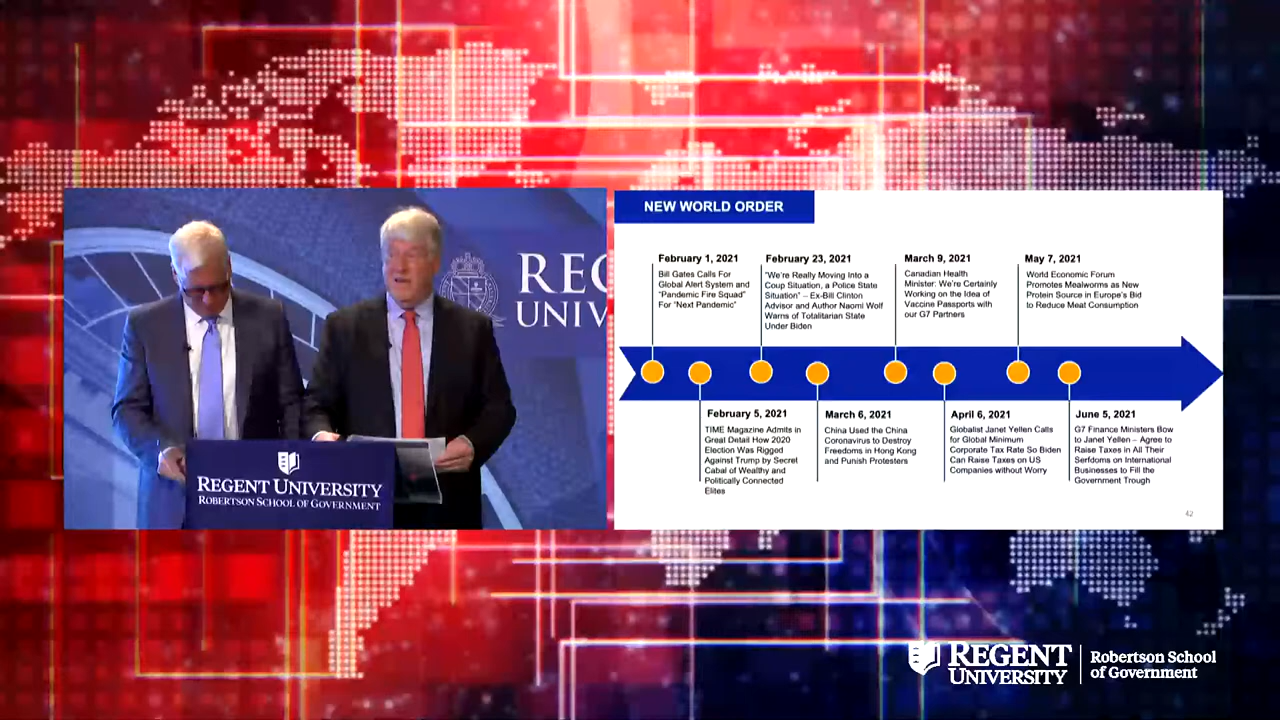 REG
UNIV
REGENT UNIVERSITY
ROBERTSON SCHOOL OF GOVERNMENT
NEW WORLD ORDER
February 1, 2021
Bill Gates Calls For
Global Alert System and
“Pandemic Fire Squad”
For “Next Pandemic”
February 23, 2021
“We’re Really Moving Into a
Coup Situation, a Police State
Situation” – Ex-Bill Clinton
Advisor and Author Naomi Wolf
Warns of Totalitarian State
Under Biden
March 9, 2021
Canadian Health
Minister: We’re Certainly
Working on the Idea of
Vaccine Passports with
our G7 Partners
May 7, 2021
World Economic Forum
Promotes Mealworms as New
Protein Source in Europe’s Bid
to Reduce Meat Consumption
February 5, 2021
TIME Magazine Admits in
Great Detail How 2020
Election Was Rigged
Against Trump by Secret
Cabal of Wealthy and
Politically Connected
Elites
March 6, 2021
China Used the China
Coronavirus to Destroy
Freedoms in Hong Kong
and Punish Protesters
April 6, 2021
Globalist Janet Yellen Calls
for Global Minimum
Corporate Tax Rate So Biden
Can Raise Taxes on US
Companies without Worry
June 5, 2021
G7 Finance Ministers Bow
to Janet Yellen – Agree to
Raise Taxes in All Their
Serfdoms on International
Businesses to Fill the
Government Trough
42
REGENT
UNIVERSITY
Robertson School
of Government